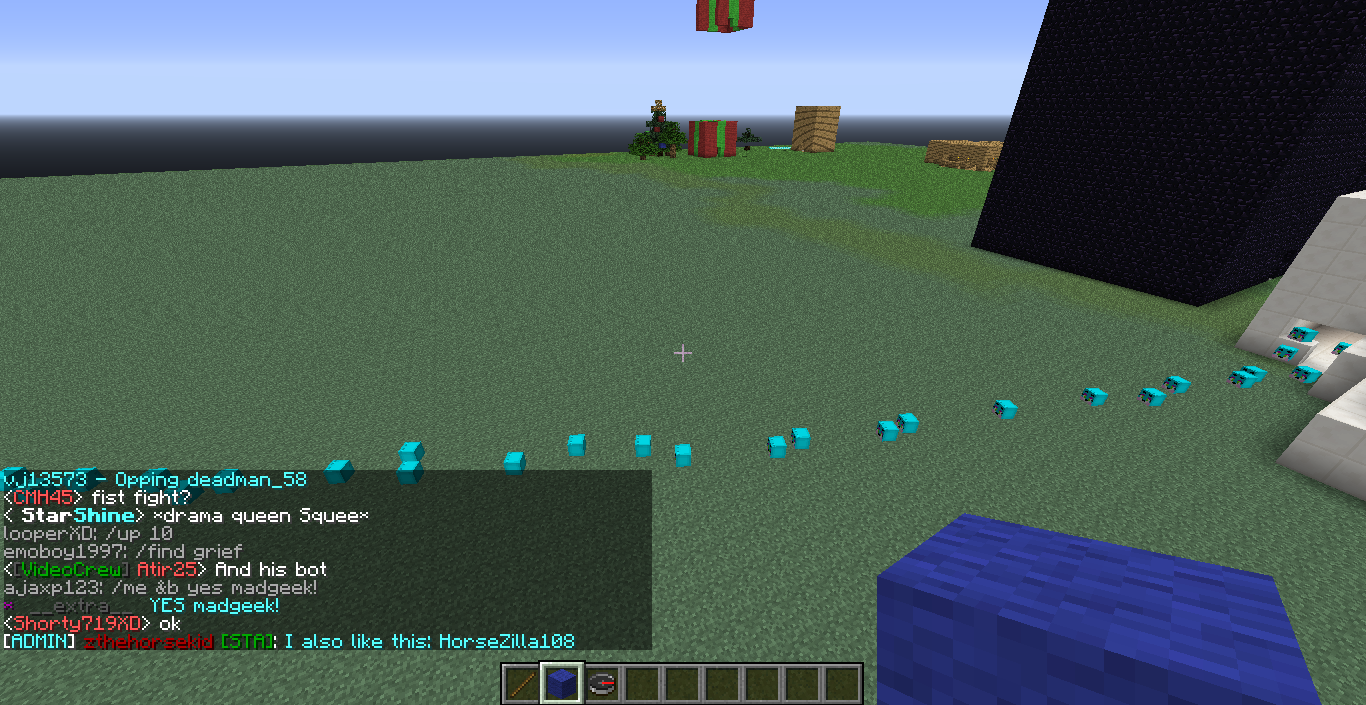 vj13573 - Opping deadman_58
<CMH45> fist fight?
< StarShine> *drama queen Squee*
looperXD: /up 10
emoboy1997: /find grief
<[VideoCrew] Atir25> And his bot
ajaxp123: /me &b yes madgeek!
* __extra__ YES madgeek!
<Shorty719XD> ok
[ADMIN] zthehorsekid [STA]: I also like this: HorseZilla108